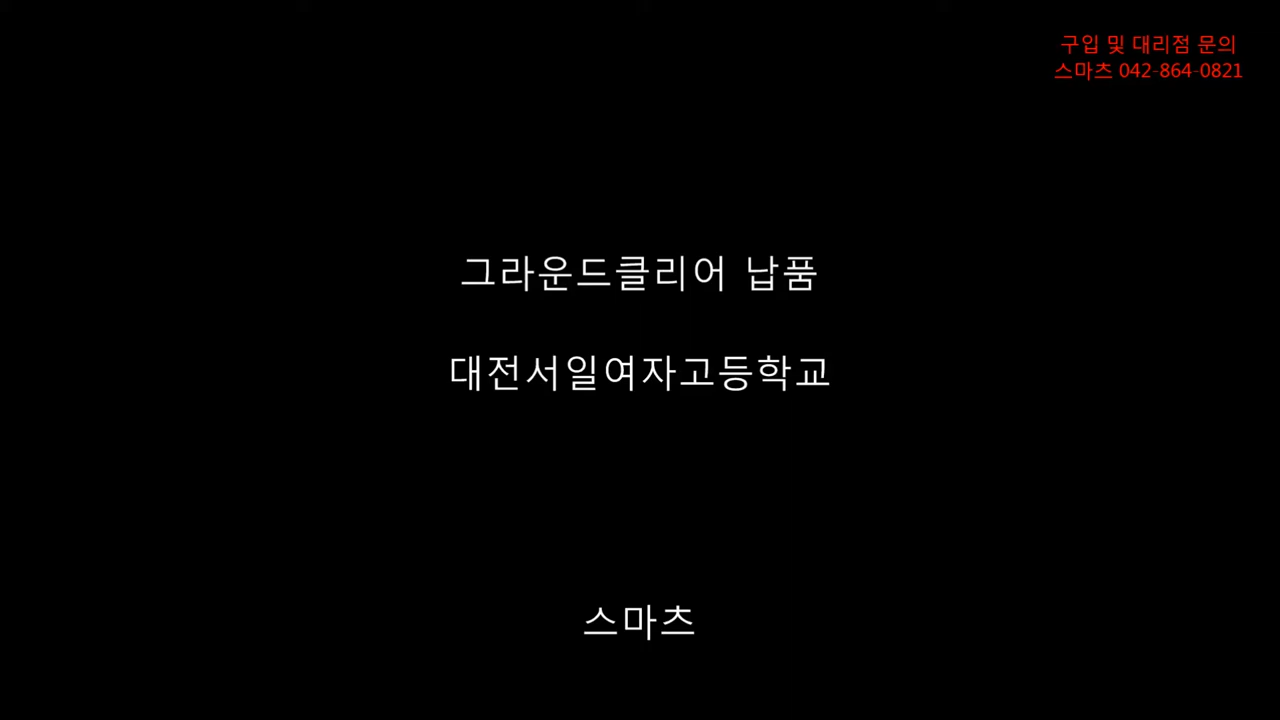 구입 및 대리점 문의
스마츠 042-864-0821
그라운드클리어 납품
대전서일여자고등학교
스마츠